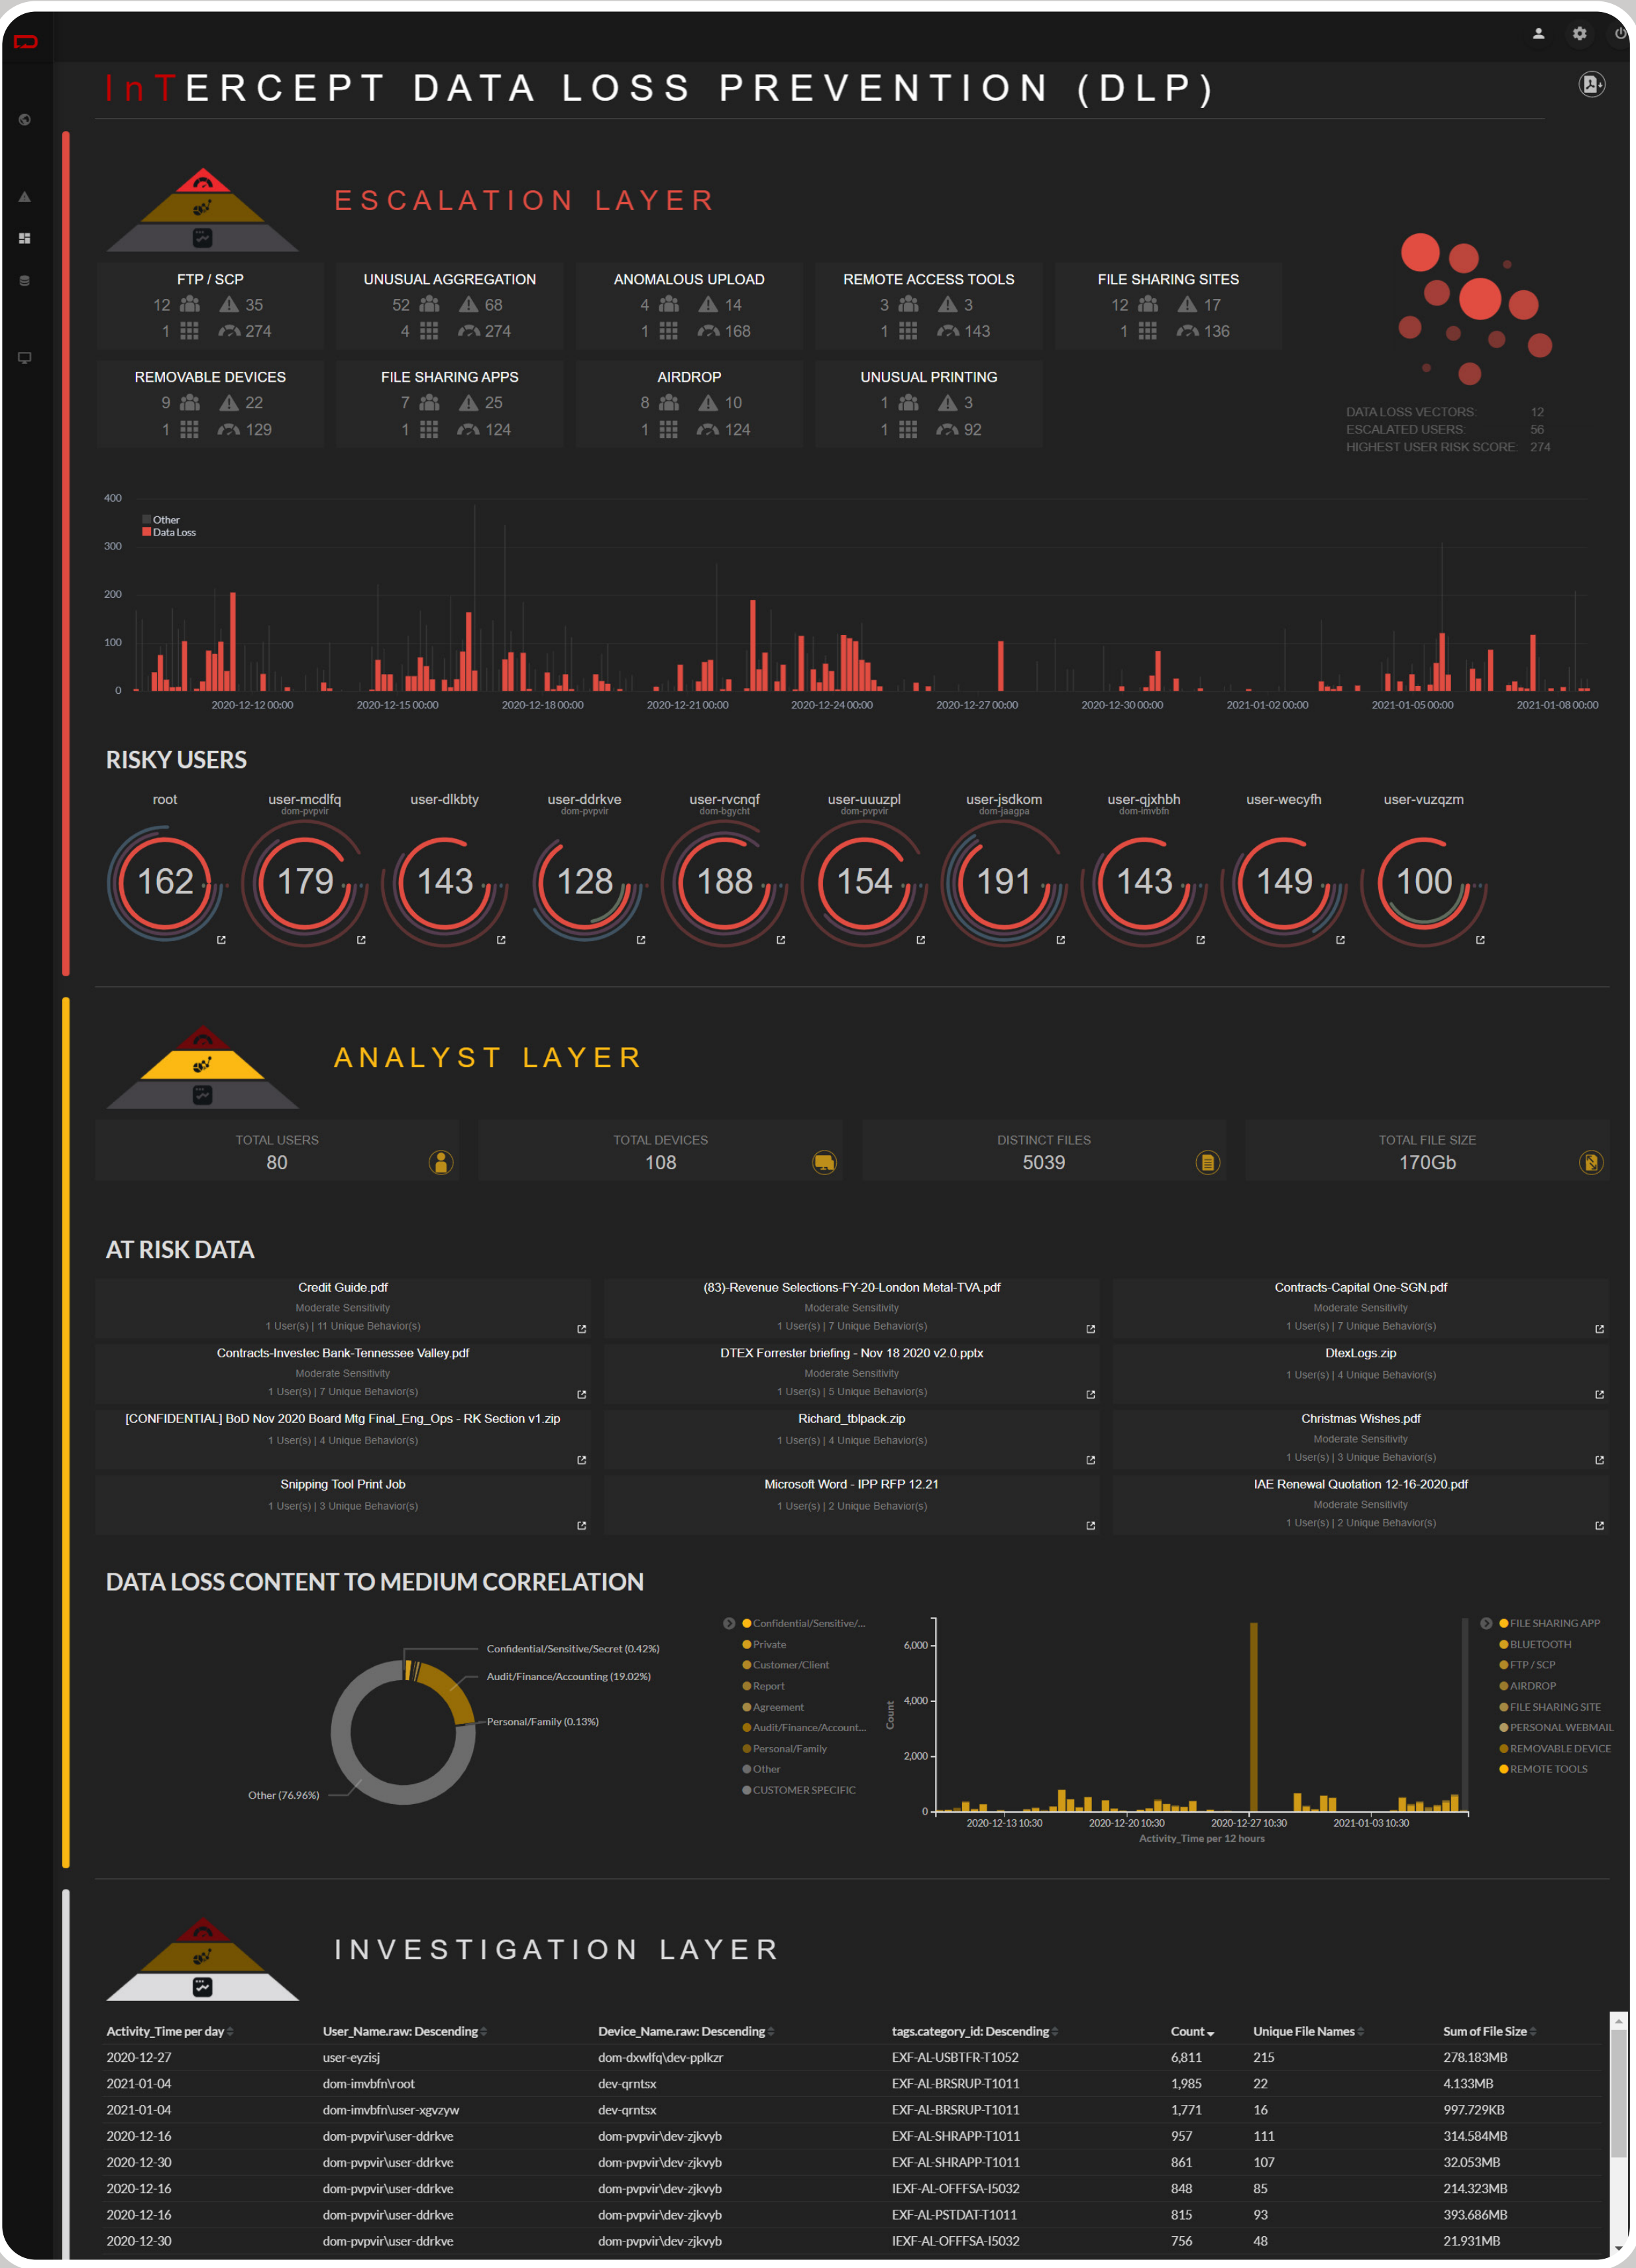 InTERCEPT DATA LOSS PREVENTION (DLP)
ESCALATION LAYER
FTP / SCP
12 35
1 274
UNUSUAL AGGREGATION
52 68
4 274
ANOMALOUS UPLOAD
4 14
1 168
REMOTE ACCESS TOOLS
3 3
1 143
FILE SHARING SITES
12 17
1 136
REMOVABLE DEVICES
9 22
1 129
FILE SHARING APPS
7 25
1 124
AIRDROP
8 10
1 124
UNUSUAL PRINTING
1 3
1 92
DATA LOSS VECTORS: 12
ESCALATED USERS: 56
HIGHEST USER RISK SCORE: 274
400
300
200
100
0
Other
Data Loss
2020-12-12 00:00 2020-12-15 00:00 2020-12-18 00:00 2020-12-21 00:00 2020-12-24 00:00 2020-12-27 00:00 2020-12-30 00:00 2021-01-02 00:00 2021-01-05 00:00 2021-01-08 00:00
RISKY USERS
root
162
user-mcdlfq
dom-pvpvir
179
user-dlkbty
143
user-ddrkve
dom-pvpvir
128
user-rvcnqf
dom-bgycht
188
user-uuuzpl
dom-pvpvir
154
user-jsdkom
dom-jaagpa
191
user-qjxhbh
dom-imvbfn
143
user-wecyfh
149
user-vuzqzm
100
ANALYST LAYER
TOTAL USERS
80
TOTAL DEVICES
108
DISTINCT FILES
5039
TOTAL FILE SIZE
170Gb
AT RISK DATA
Credit Guide.pdf
Moderate Sensitivity
1 User(s) | 11 Unique Behavior(s)
(83)-Revenue Selections-FY-20-London Metal-TVA.pdf
Moderate Sensitivity
1 User(s) | 7 Unique Behavior(s)
Contracts-Capital One-SGN.pdf
Moderate Sensitivity
1 User(s) | 7 Unique Behavior(s)
Contracts-Investec Bank-Tennessee Valley.pdf
Moderate Sensitivity
1 User(s) | 7 Unique Behavior(s)
DTEX Forrester briefing - Nov 18 2020 v2.0.pptx
Moderate Sensitivity
1 User(s) | 5 Unique Behavior(s)
DtexLogs.zip
1 User(s) | 4 Unique Behavior(s)
[CONFIDENTIAL] BoD Nov 2020 Board Mtg Final_Eng_Ops - RK Section v1.zip
1 User(s) | 4 Unique Behavior(s)
Richard_tblpack.zip
1 User(s) | 4 Unique Behavior(s)
Christmas Wishes.pdf
Moderate Sensitivity
1 User(s) | 3 Unique Behavior(s)
Snipping Tool Print Job
1 User(s) | 3 Unique Behavior(s)
Microsoft Word - IPP RFP 12.21
1 User(s) | 2 Unique Behavior(s)
IAE Renewal Quotation 12-16-2020.pdf
Moderate Sensitivity
1 User(s) | 2 Unique Behavior(s)
DATA LOSS CONTENT TO MEDIUM CORRELATION
Confidential/Sensitive/Secret (0.42%)
Audit/Finance/Accounting (19.02%)
Personal/Family (0.13%)
Other (76.96%)
Confidential/Sensitive/...
Private
Customer/Client
Report
Agreement
Audit/Finance/Account...
Personal/Family
Other
CUSTOMER SPECIFIC
Count
6,000
4,000
2,000
0
2020-12-13 10:30 2020-12-20 10:30 2020-12-27 10:30 2021-01-03 10:30
Activity_Time per 12 hours
FILE SHARING APP
BLUETOOTH
FTP / SCP
AIRDROP
FILE SHARING SITE
PERSONAL WEBMAIL
REMOVABLE DEVICE
REMOTE TOOLS
INVESTIGATION LAYER
Activity_Time per day User_Name.raw: Descending Device_Name.raw: Descending tags.category_id: Descending Count Unique File Names Sum of File Size
2020-12-27 user-eyzisj dom-dxwlfq\dev-pplkzr EXF-AL-USBTFR-T1052 6,811 215 278.183MB
2021-01-04 dom-imvbfn\root dev-qrntsx EXF-AL-BRSRUP-T1011 1,985 22 4.133MB
2021-01-04 dom-imvbfn\user-xgvzyw dev-qrntsx EXF-AL-BRSRUP-T1011 1,771 16 997.729KB
2020-12-16 dom-pvpvir\user-ddrkve dom-pvpvir\dev-zjkvyb EXF-AL-SHRAPP-T1011 957 111 314.584MB
2020-12-30 dom-pvpvir\user-ddrkve dom-pvpvir\dev-zjkvyb EXF-AL-SHRAPP-T1011 861 107 32.053MB
2020-12-16 dom-pvpvir\user-ddrkve dom-pvpvir\dev-zjkvyb IEXF-AL-OFFFSA-I5032 848 85 214.323MB
2020-12-16 dom-pvpvir\user-ddrkve dom-pvpvir\dev-zjkvyb EXF-AL-PSTDAT-T1011 815 93 393.686MB
2020-12-30 dom-pvpvir\user-ddrkve dom-pvpvir\dev-zjkvyb IEXF-AL-OFFFSA-I5032 756 48 21.931MB